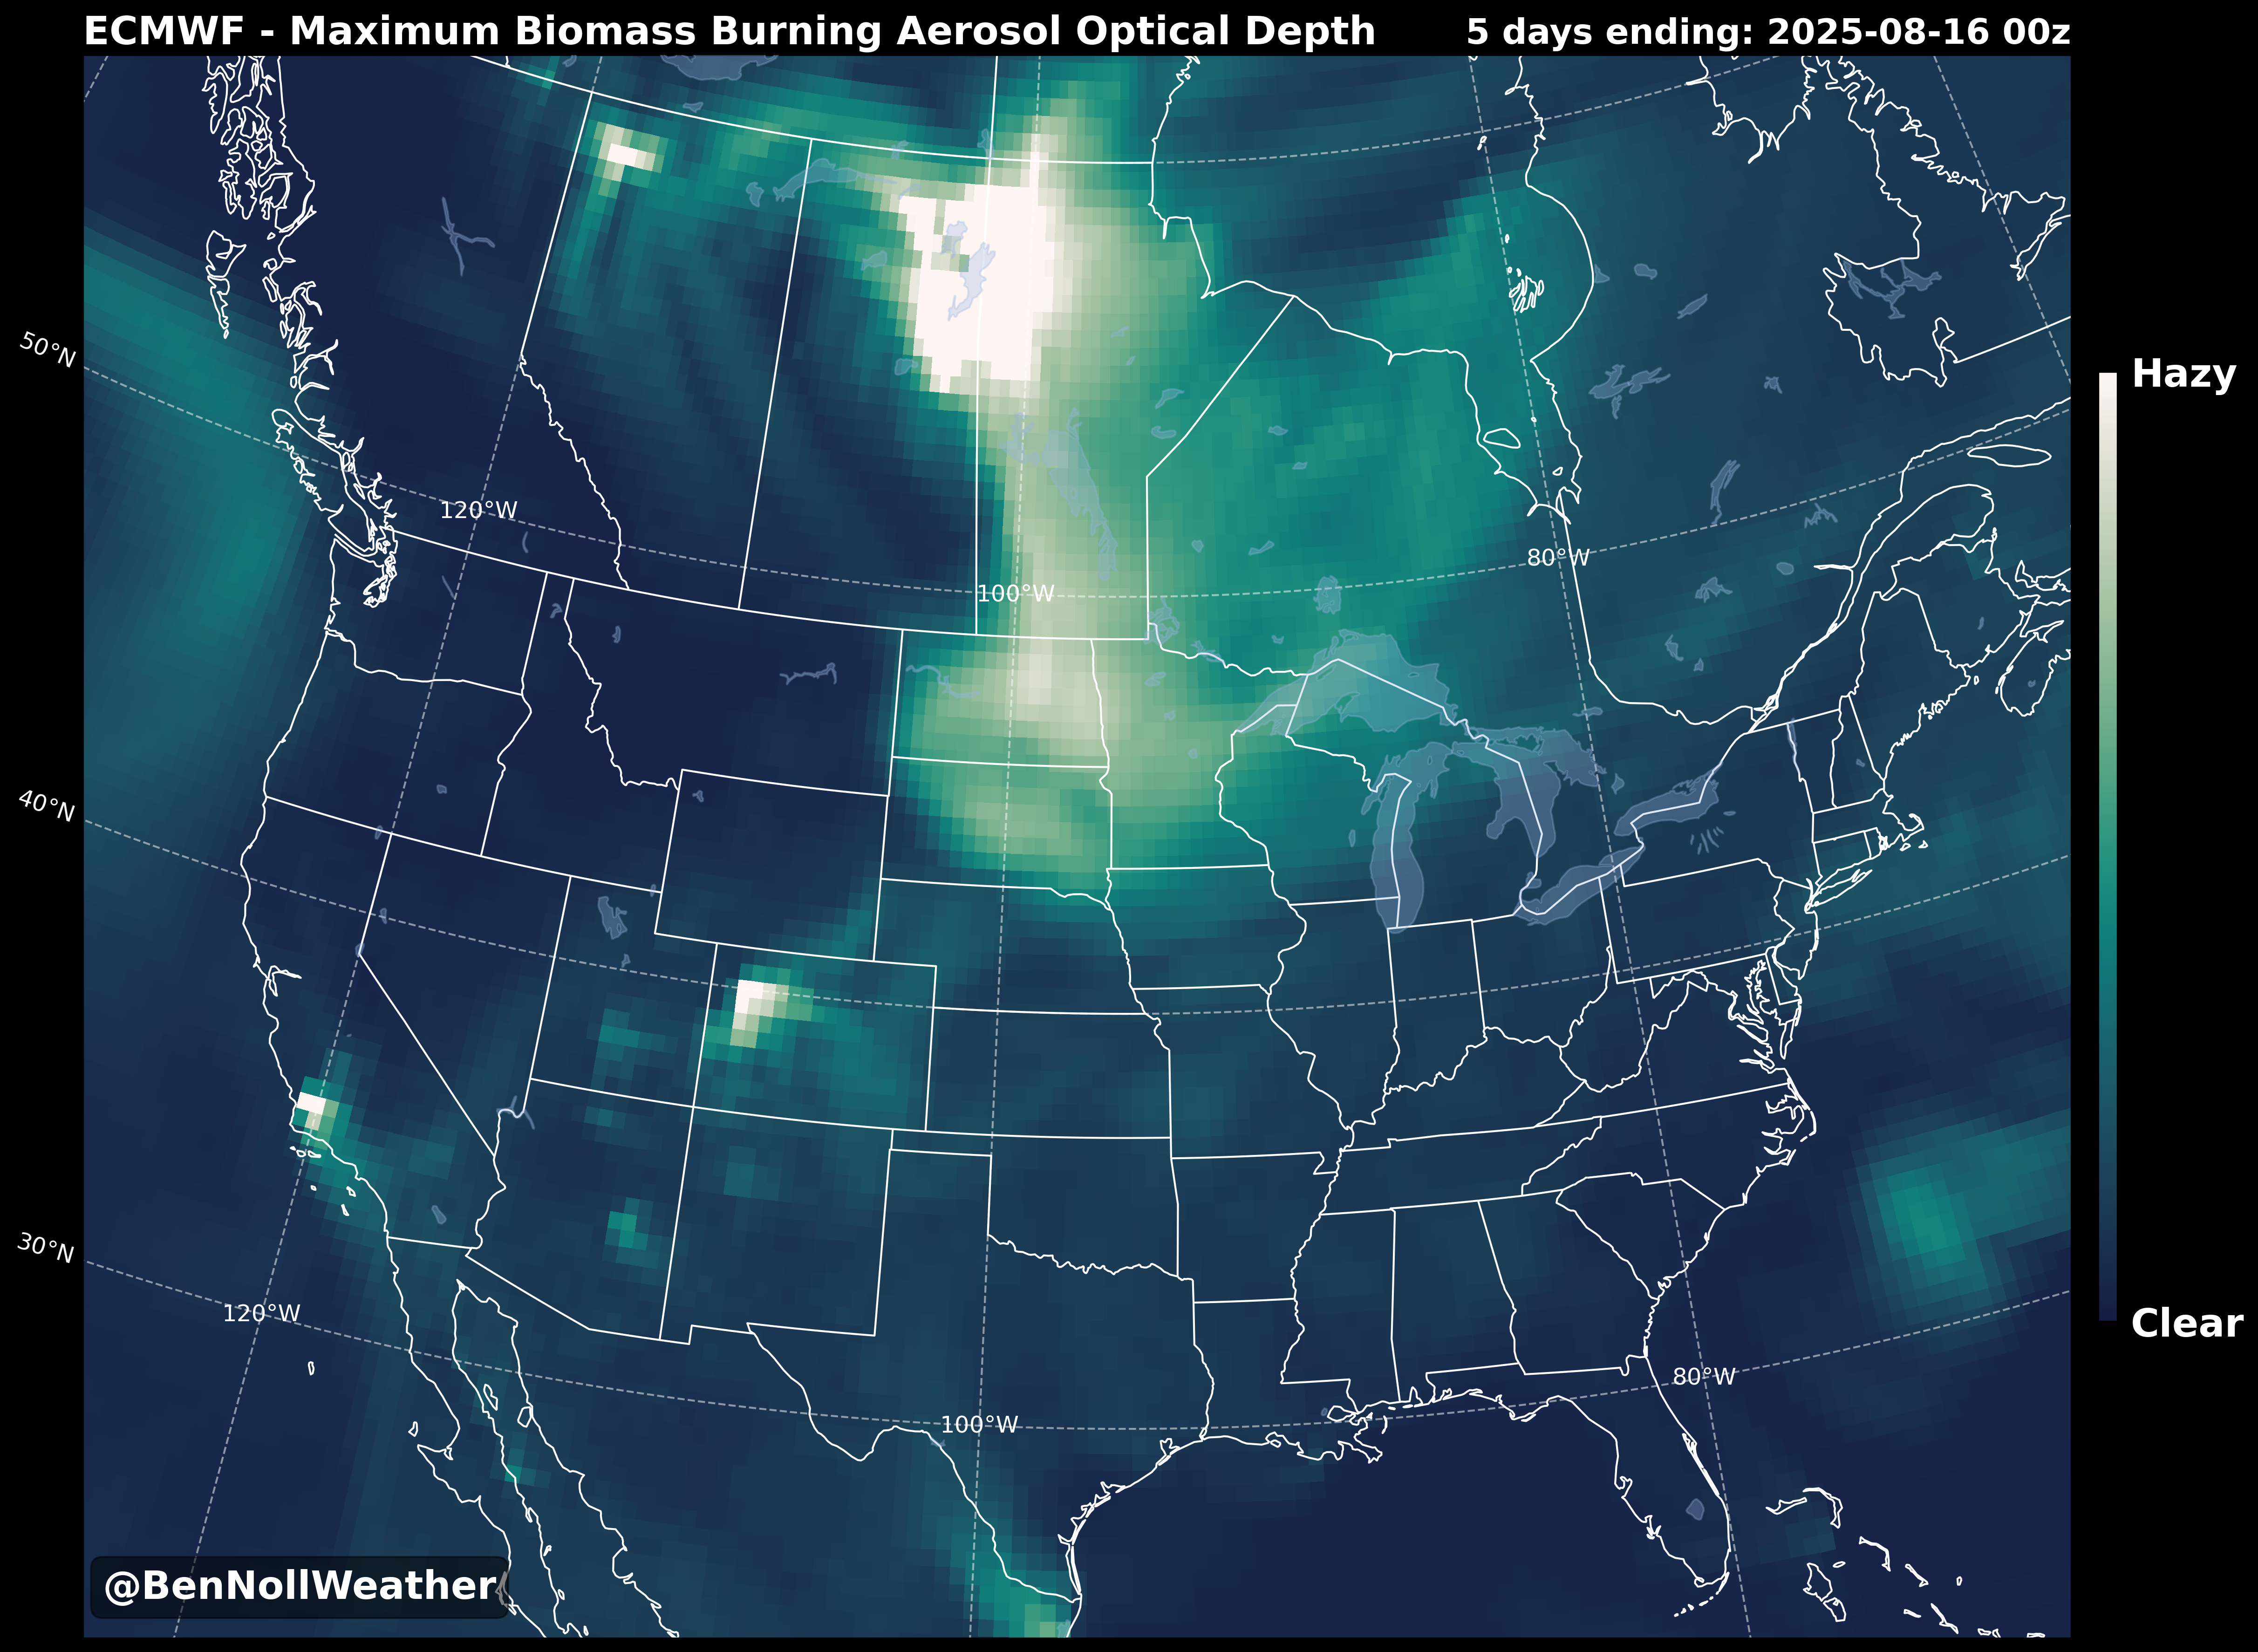 ECMWF - Maximum Biomass Burning Aerosol Optical Depth
5 days ending: 2025-08-16 00z
50°N
Hazy
120°W
80°W
100°W
40°N
30°N
120°W
Clear
80°W
100°W
@BenNollWeather